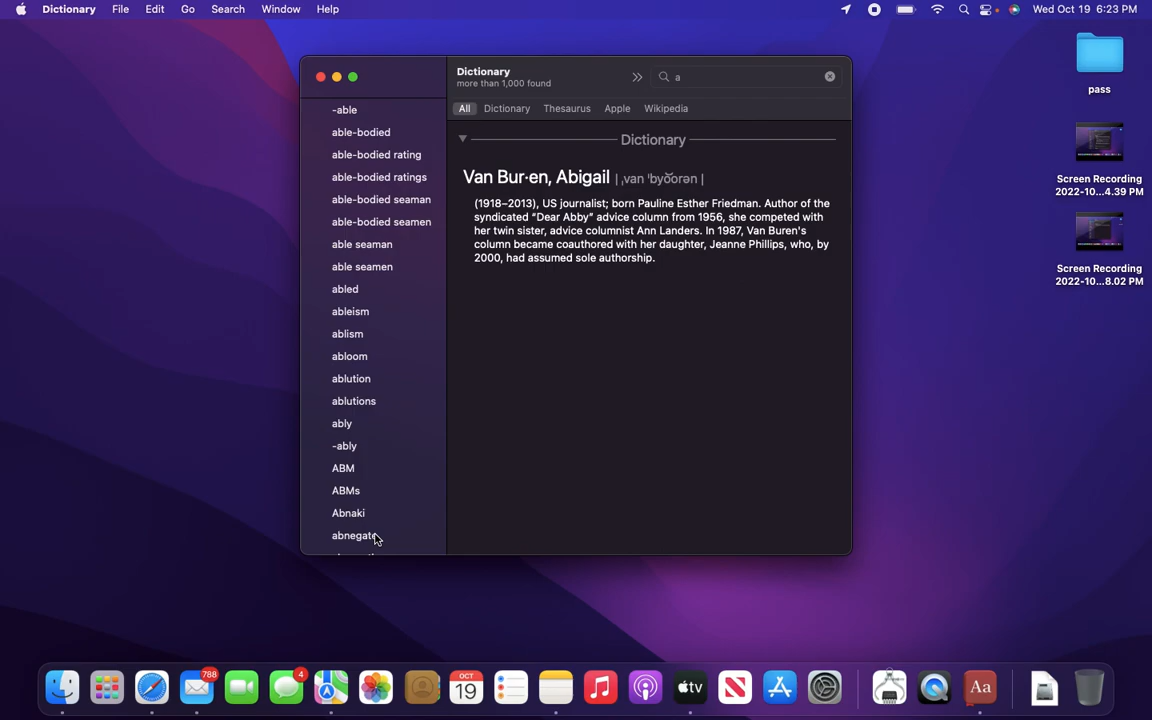 Dictionary File Edit Go Search Window Help
Wed Oct 19 6:23 PM
pass
Screen Recording
2022-10...4.39 PM
Screen Recording
2022-10...8.02 PM
Dictionary
more than 1,000 found
a
All Dictionary Thesaurus Apple Wikipedia
-able
able-bodied
able-bodied rating
able-bodied ratings
able-bodied seaman
able-bodied seamen
able seaman
able seamen
abled
ableism
ablism
abloom
ablution
ablutions
ably
-ably
ABM
ABMs
Abnaki
abnegate
Dictionary
Van Bur·en, Abigail | ˌvan ˈbyo͝orən |
(1918–2013), US journalist; born Pauline Esther Friedman. Author of the
syndicated “Dear Abby” advice column from 1956, she competed with
her twin sister, advice columnist Ann Landers. In 1987, Van Buren's
column became coauthored with her daughter, Jeanne Phillips, who, by
2000, had assumed sole authorship.
788
4
OCT
19
tv
Aa